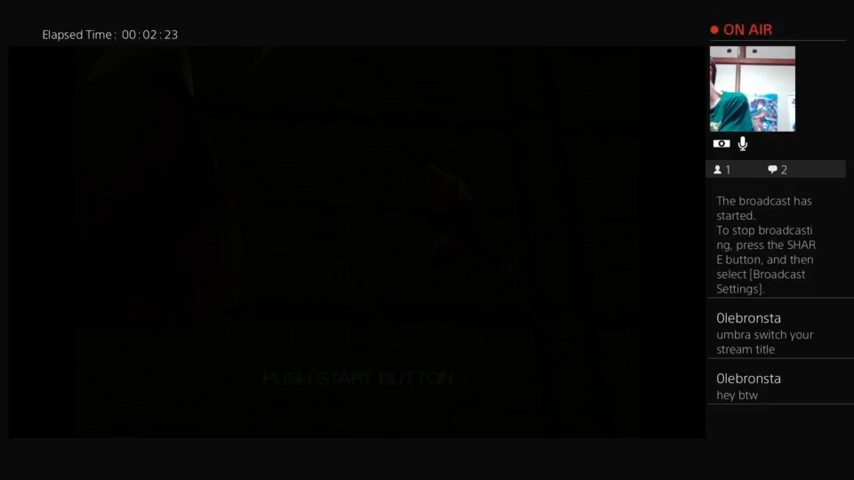 Elapsed Time: 00:02:23
ON AIR
1
2
The broadcast has
started.
To stop broadcasti
ng, press the SHAR
E button, and then
select [Broadcast
Settings].
0lebronsta
umbra switch your
stream title
0lebronsta
hey btw
PUSH START BUTTON